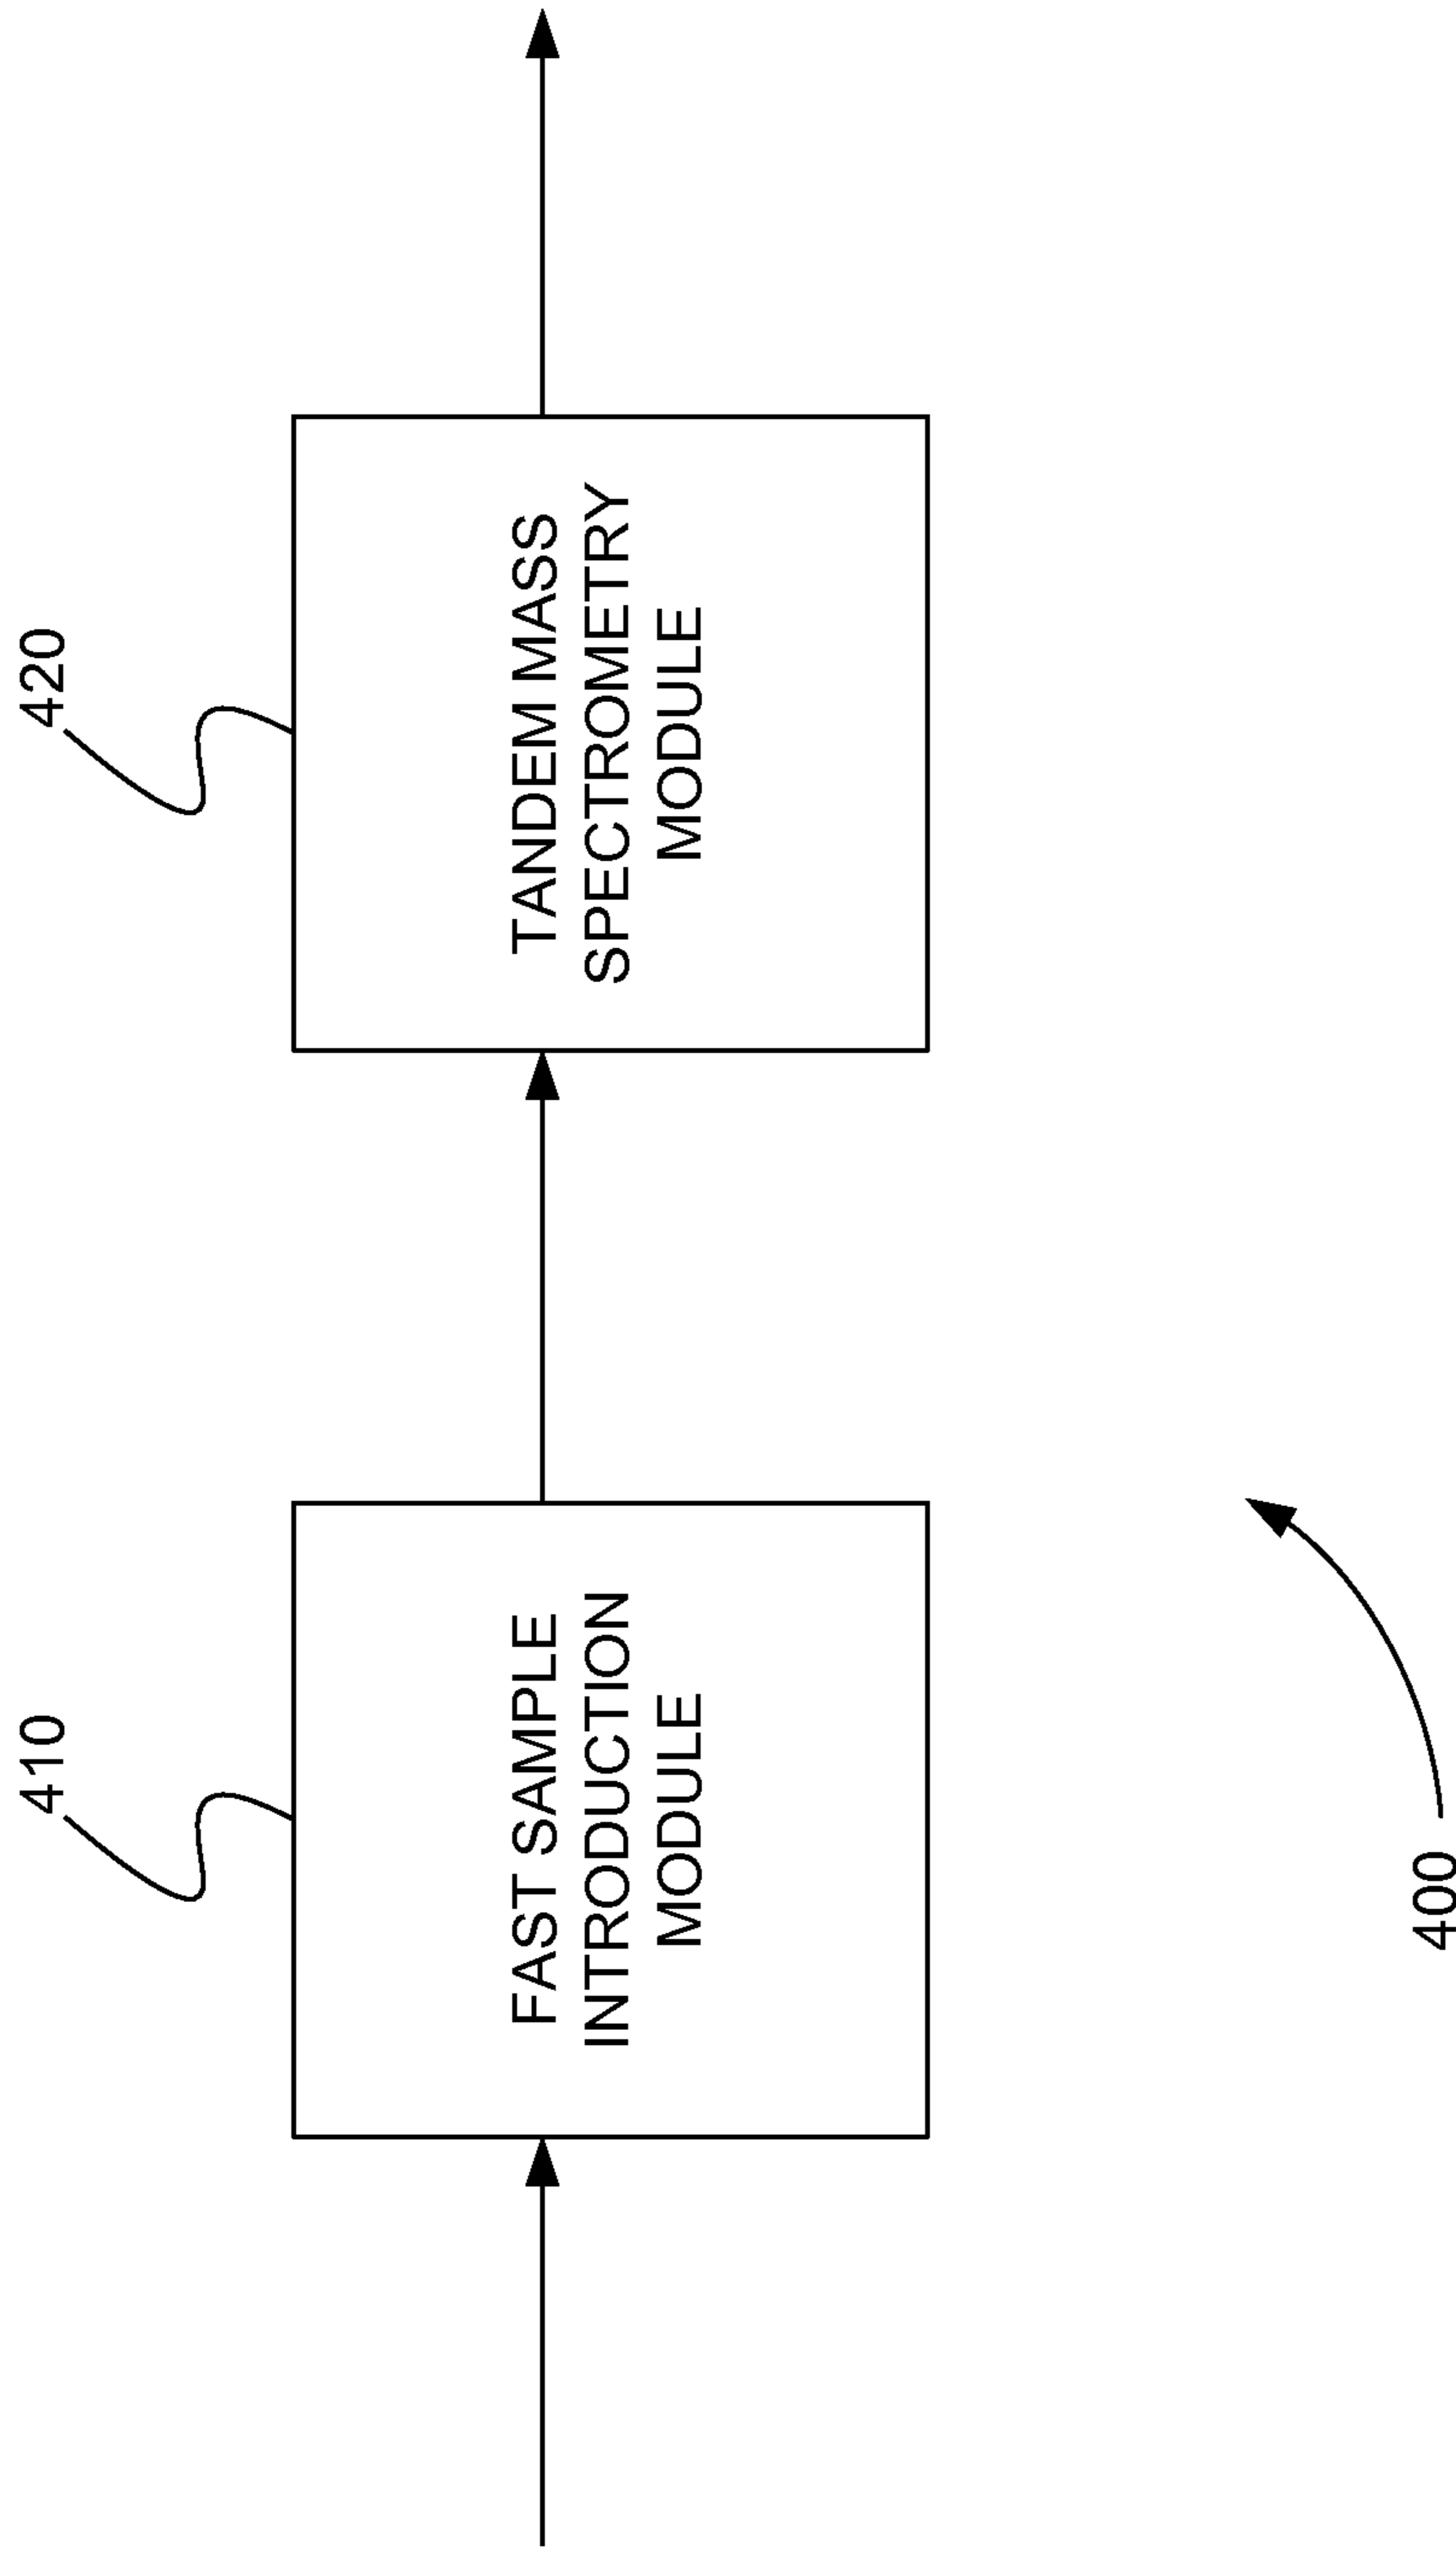 410
420
FAST SAMPLE
INTRODUCTION
MODULE
TANDEM MASS
SPECTROMETRY
MODULE
400